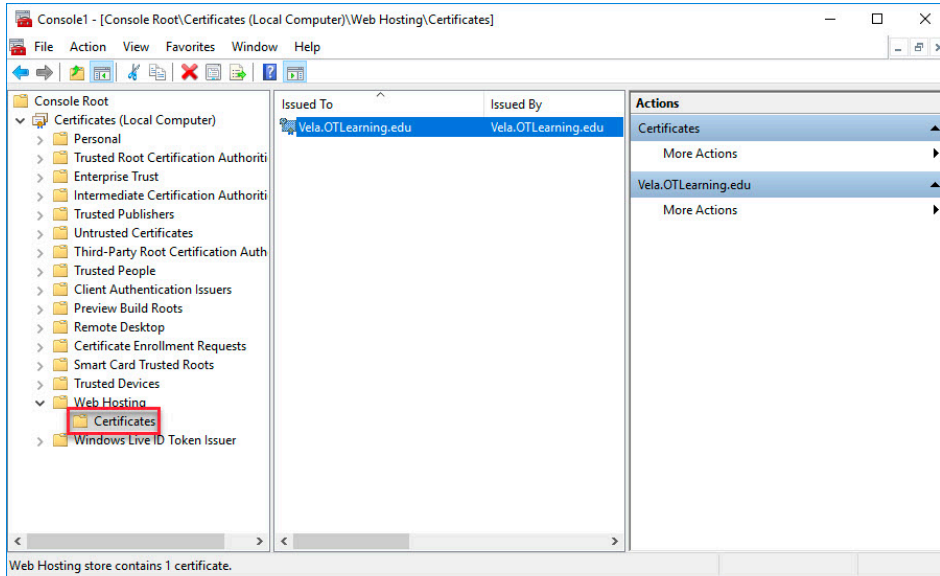 Console1 - [Console Root\Certificates (Local Computer)\Web Hosting\Certificates]
File Action View Favorites Window Help
Console Root
Certificates (Local Computer)
Personal
Trusted Root Certification Authoriti
Enterprise Trust
Intermediate Certification Authoriti
Trusted Publishers
Untrusted Certificates
Third-Party Root Certification Auth
Trusted People
Client Authentication Issuers
Preview Build Roots
Remote Desktop
Certificate Enrollment Requests
Smart Card Trusted Roots
Trusted Devices
Web Hosting
Certificates
Windows Live ID Token Issuer
Issued To Issued By
Vela.OTLearning.edu Vela.OTLearning.edu
Actions
Certificates
More Actions
Vela.OTLearning.edu
More Actions
Web Hosting store contains 1 certificate.